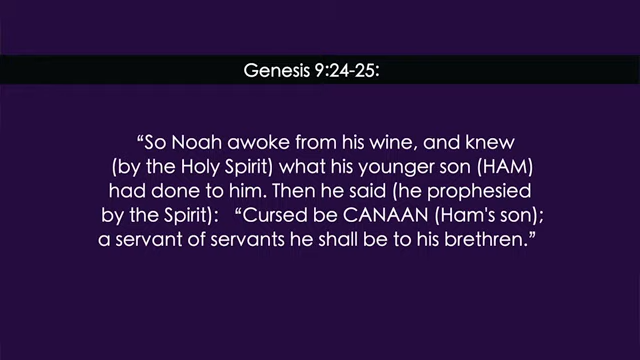 Genesis 9:24-25:
“So Noah awoke from his wine, and knew
(by the Holy Spirit) what his younger son (HAM)
had done to him. Then he said (he prophesied
by the Spirit): “Cursed be CANAAN (Ham's son);
a servant of servants he shall be to his brethren.”